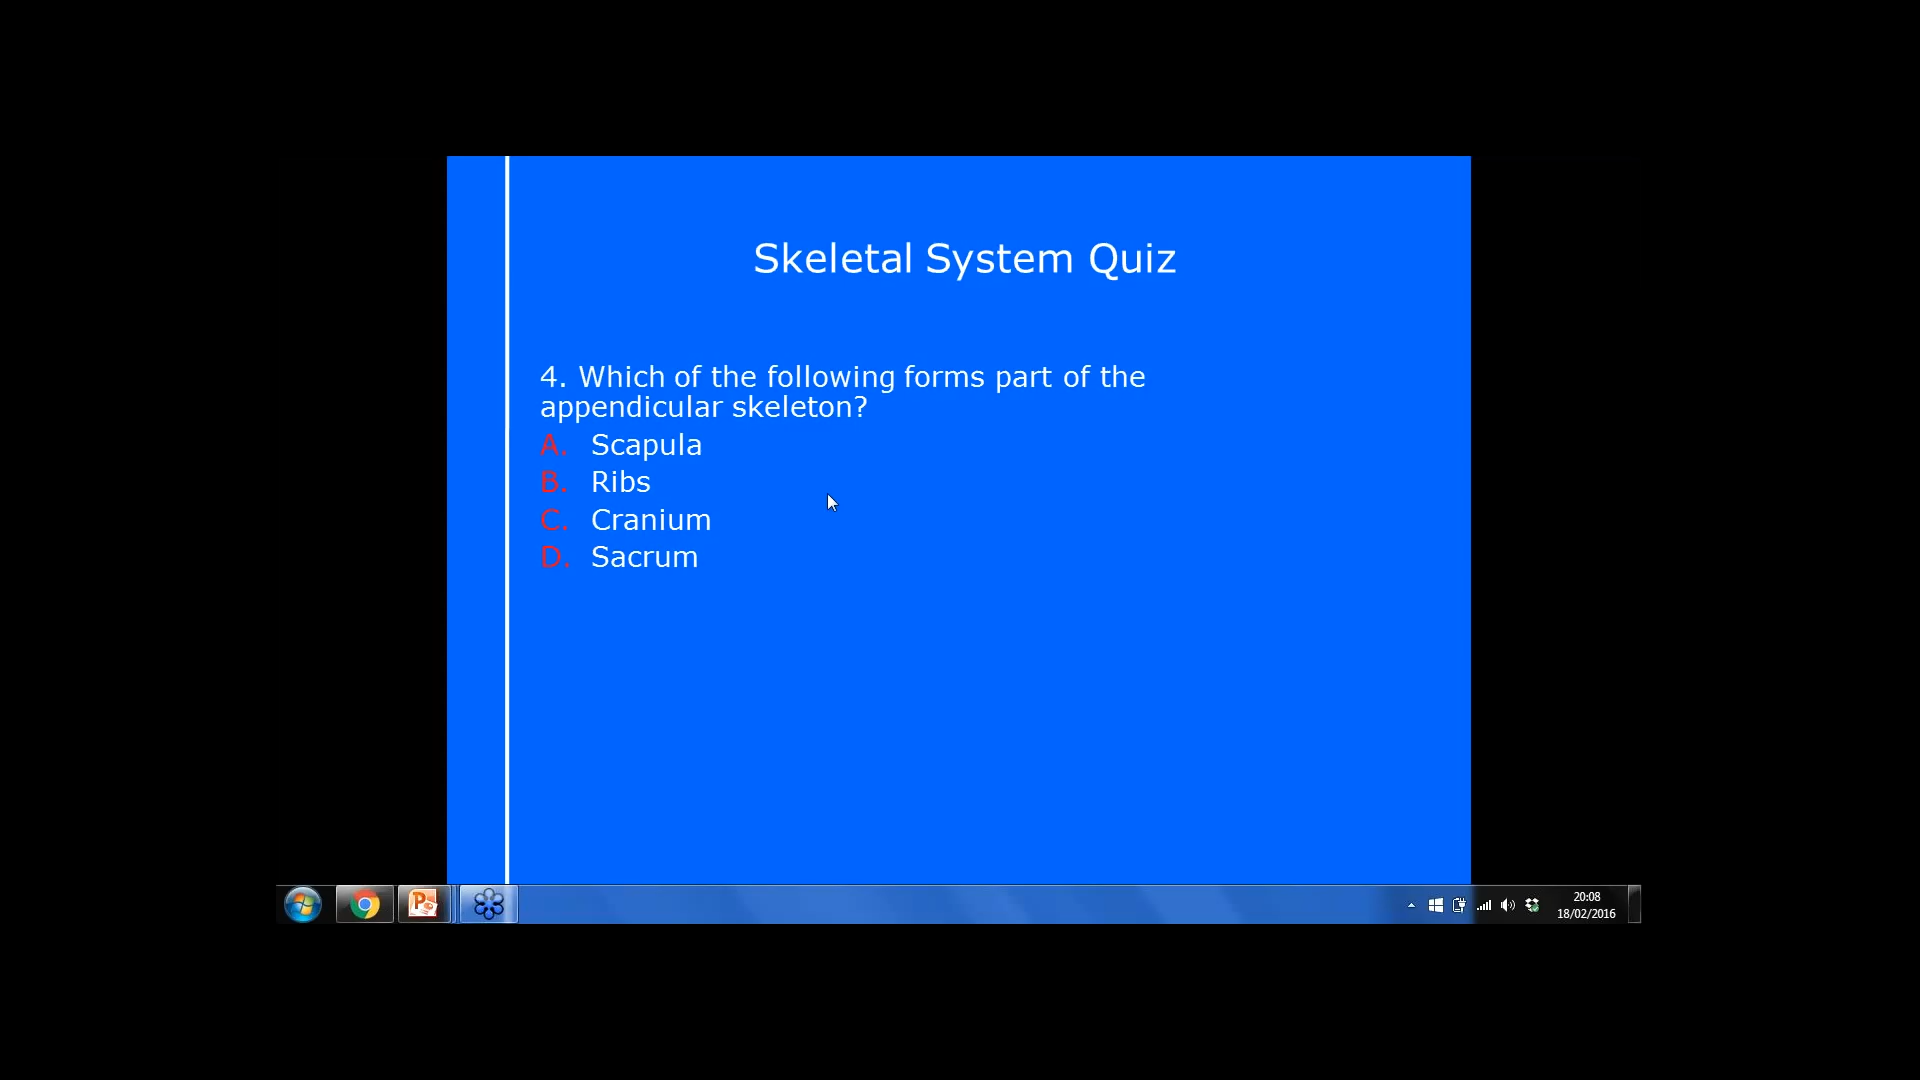 Skeletal System Quiz
4. Which of the following forms part of the
appendicular skeleton?
A. Scapula
B. Ribs
C. Cranium
D. Sacrum
20:08
18/02/2016